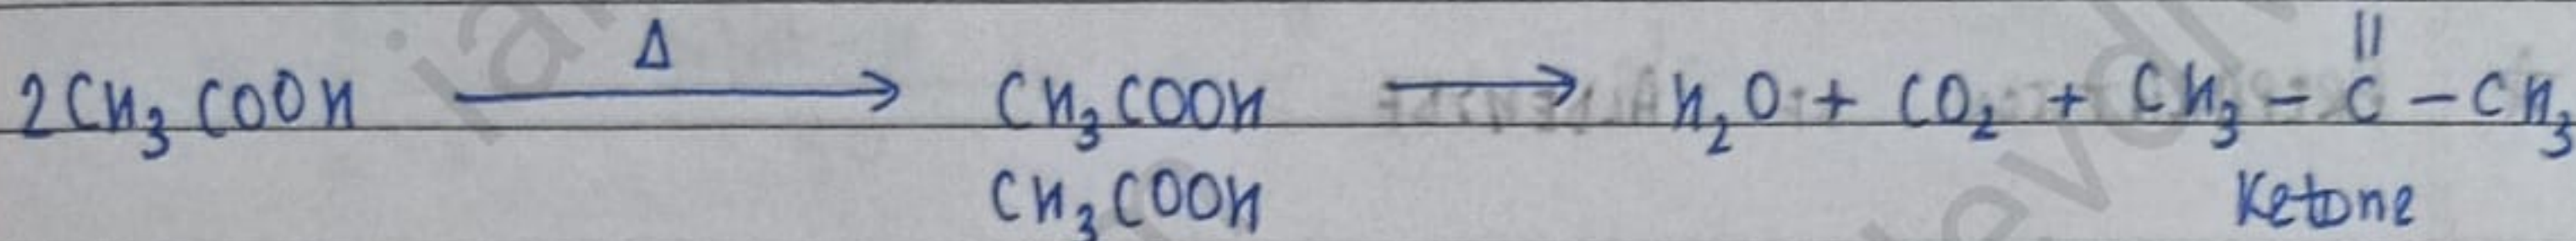 Δ ||
2CH₃COOH ⟶ CH₃COOH ⟶ H₂O + CO₂ + CH₃ – C – CH₃
CH₃COOH Ketone